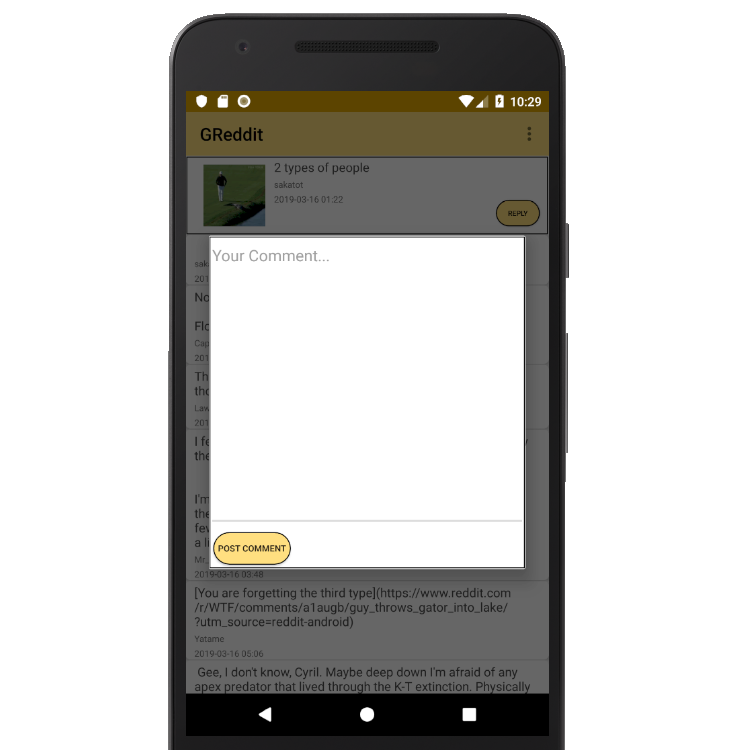 10:29
GReddit
2 types of people
sakatot
2019-03-16 01:22
REPLY
Your Comment...
sak
201
No
Flo
Cap
201
Th
tho
Law
201
I fe
the
I'm
the
few
a l
Mr_
POST COMMENT
2019-03-16 03:48
[You are forgetting the third type](https://www.reddit.com
/r/WTF/comments/a1augb/guy_throws_gator_into_lake/
?utm_source=reddit-android)
Yatame
2019-03-16 05:06
Gee, I don't know, Cyril. Maybe deep down I'm afraid of any
apex predator that lived through the K-T extinction. Physically